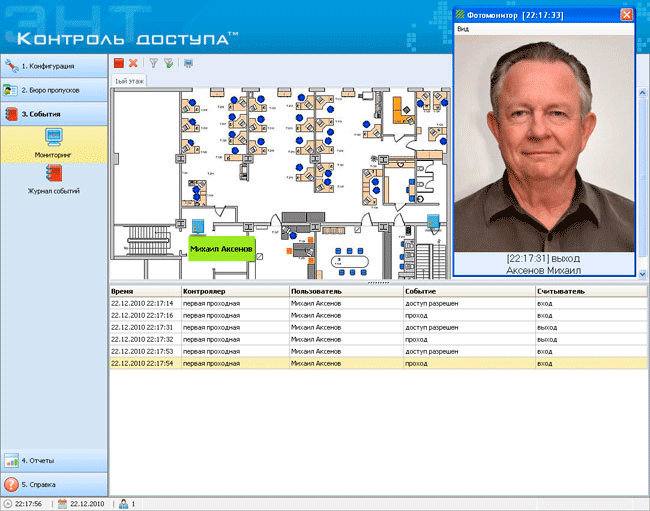 ЗНТ
КОНТРОЛЬ ДОСТУПА™
1. Конфигурация
2. Бюро пропусков
3. События
Мониторинг
Журнал событий
4. Отчеты
5. Справка
1ый этаж
Михаил Аксенов
Фотомонитор [22:17:33]
Вид
[22:17:31] выход
Аксенов Михаил
Время Контроллер Пользователь Событие Считыватель
22.12.2010 22:17:14 первая проходная Михаил Аксенов доступ разрешен вход
22.12.2010 22:17:16 первая проходная Михаил Аксенов проход вход
22.12.2010 22:17:31 первая проходная Михаил Аксенов доступ разрешен выход
22.12.2010 22:17:32 первая проходная Михаил Аксенов проход выход
22.12.2010 22:17:53 первая проходная Михаил Аксенов доступ разрешен вход
22.12.2010 22:17:54 первая проходная Михаил Аксенов проход вход
22:17:56 22.12.2010 1